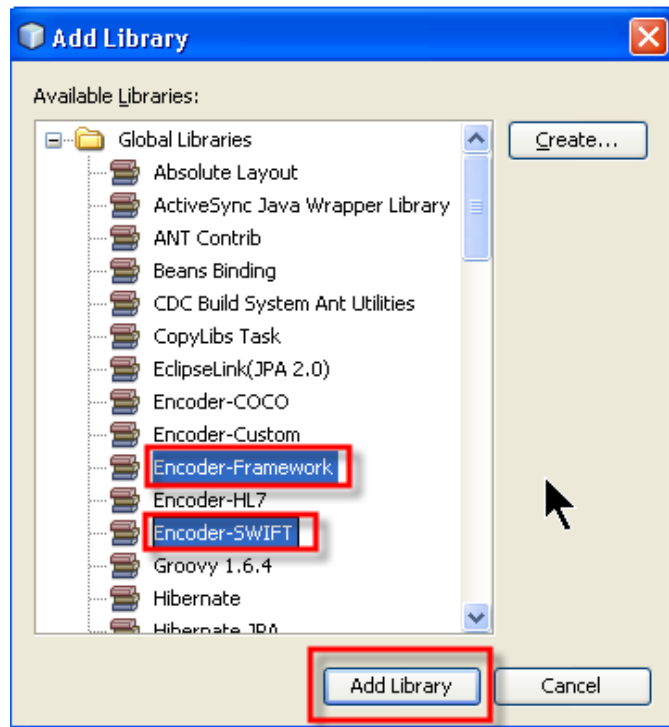 Add Library
Available Libraries:
Global Libraries
Create...
Absolute Layout
ActiveSync Java Wrapper Library
ANT Contrib
Beans Binding
CDC Build System Ant Utilities
CopyLibs Task
EclipseLink(JPA 2.0)
Encoder-COCO
Encoder-Custom
Encoder-Framework
Encoder-HL7
Encoder-SWIFT
Groovy 1.6.4
Hibernate
Hibernate JPA
Add Library
Cancel